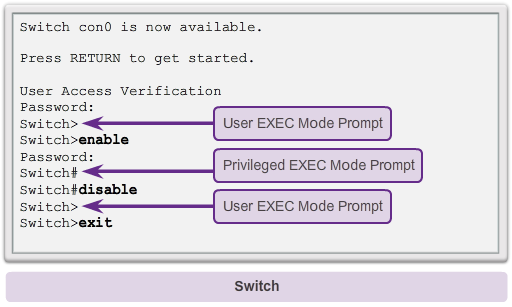 Switch con0 is now available.
Press RETURN to get started.
User Access Verification
Password:
Switch> User EXEC Mode Prompt
Switch>enable
Password:
Switch# Privileged EXEC Mode Prompt
Switch#disable
Switch> User EXEC Mode Prompt
Switch>exit
Switch